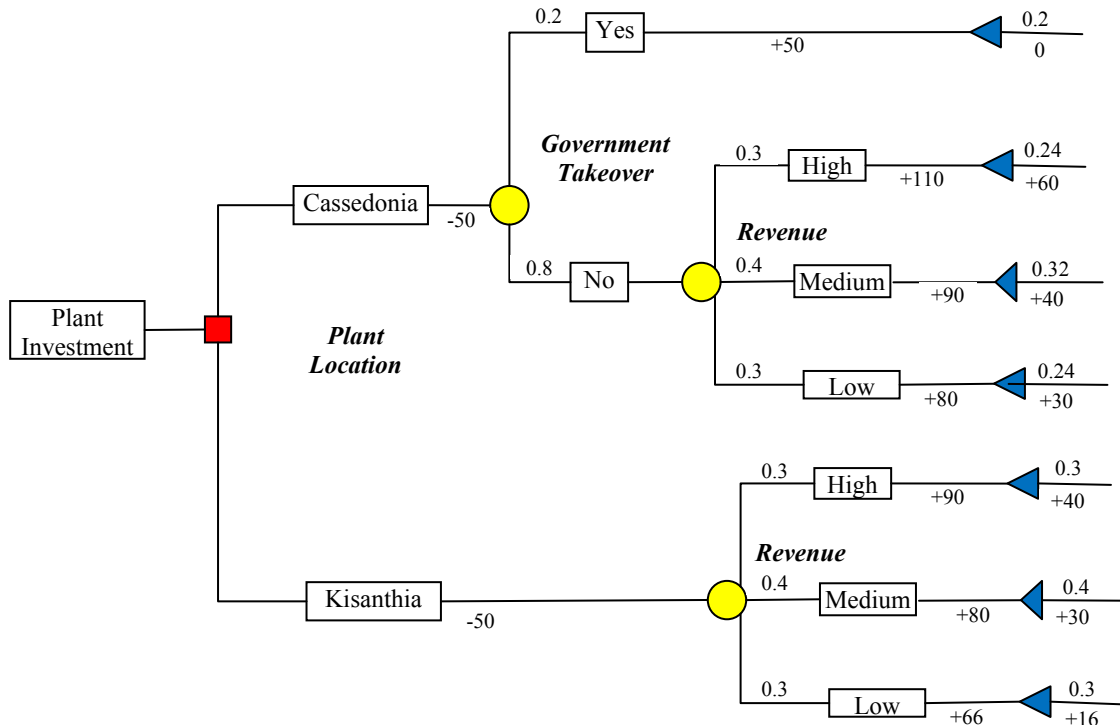 0.2
Yes
+50
0.2
0
Government
Takeover
0.3
High
+110
0.24
+60
Cassedonia
-50
Revenue
0.8
No
0.4
Medium
+90
0.32
+40
Plant
Investment
Plant
Location
0.3
Low
+80
0.24
+30
0.3
High
+90
0.3
+40
Revenue
Kisanthia
-50
0.4
Medium
+80
0.4
+30
0.3
Low
+66
0.3
+16